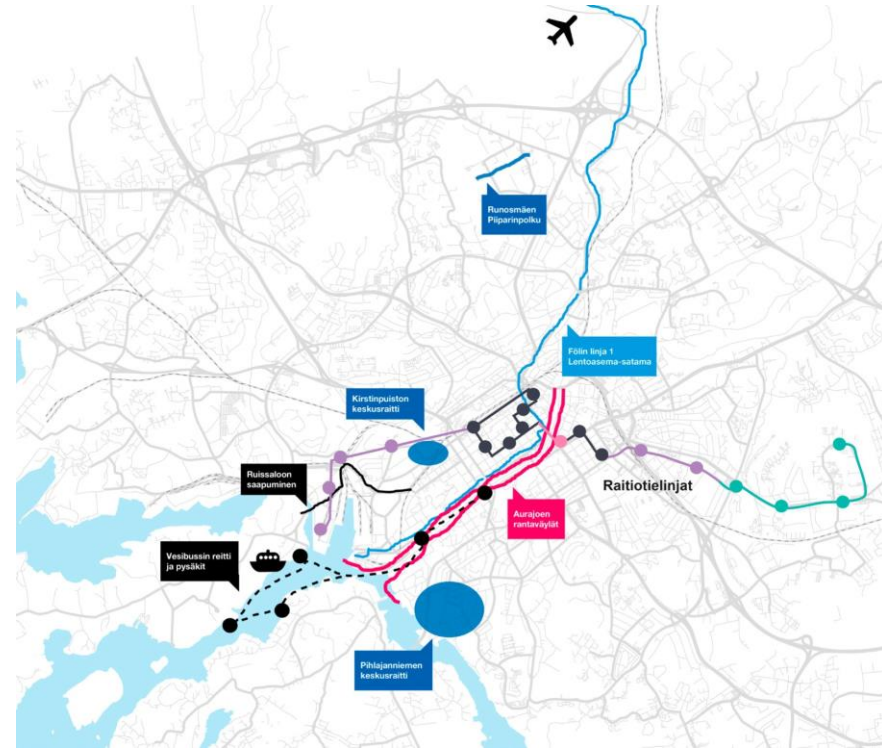 Runosmäen
Piiparinpolku
Fölin linja 1
Lentoasema-satama
Kirstinpuiston
keskusraitti
Ruissaloon
saapuminen
Raitiotielinjat
Aurajoen
rantaväylät
Vesibussin reitti
ja pysäkit
Pihlajanniemen
keskusraitti